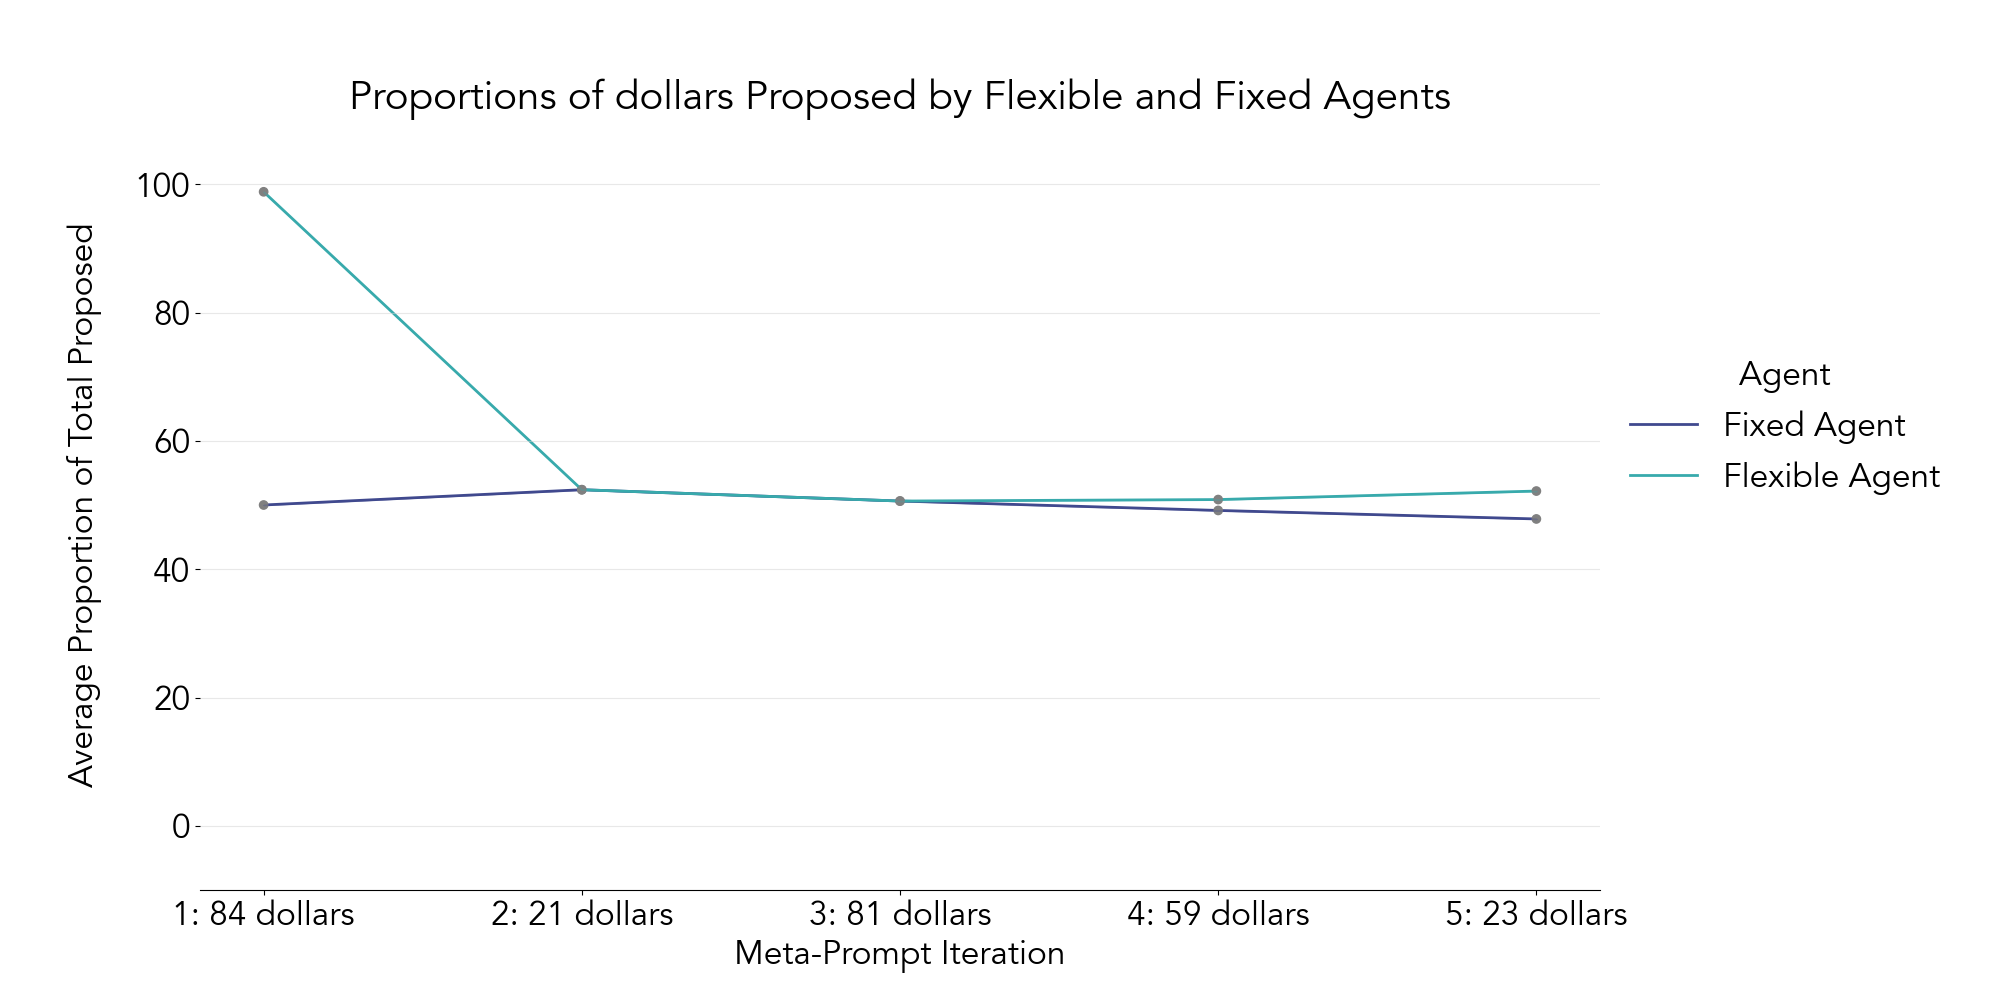 Proportions of dollars Proposed by Flexible and Fixed Agents
Average Proportion of Total Proposed
100
80
60
40
20
0
1: 84 dollars
2: 21 dollars
3: 81 dollars
4: 59 dollars
5: 23 dollars
Meta-Prompt Iteration
Agent
Fixed Agent
Flexible Agent